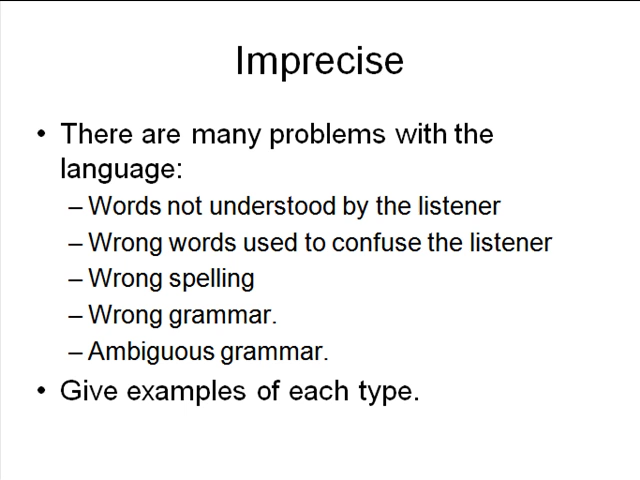 Imprecise
• There are many problems with the
language:
– Words not understood by the listener
– Wrong words used to confuse the listener
– Wrong spelling
– Wrong grammar.
– Ambiguous grammar.
• Give examples of each type.